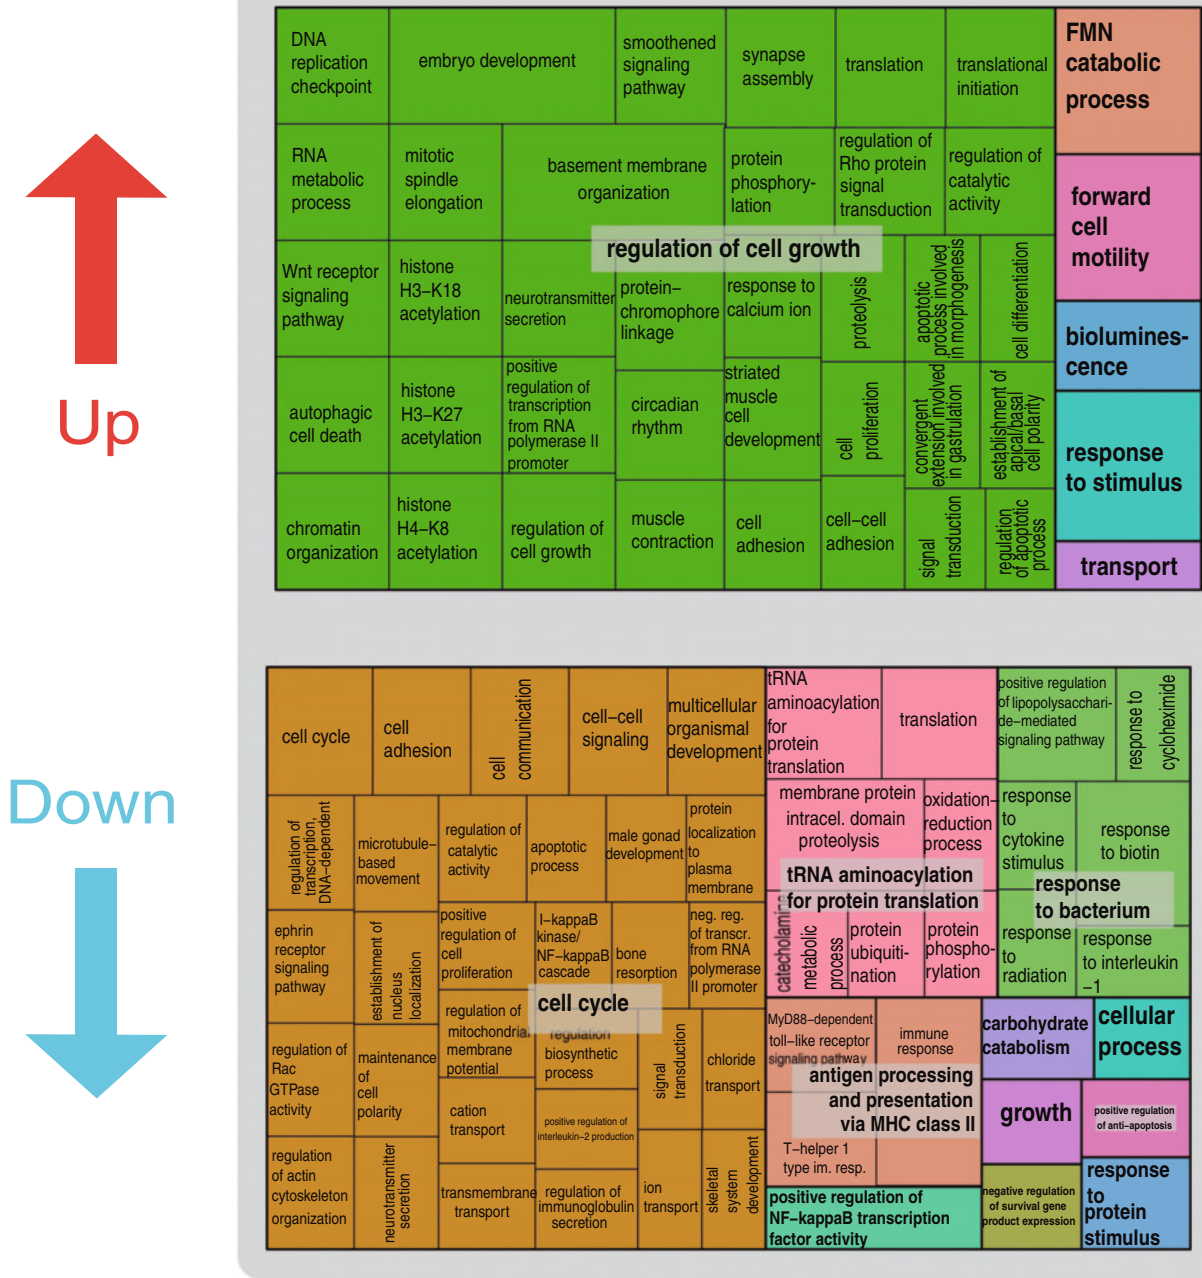 Up
DNA
replication
checkpoint
embryo development
smoothened
signaling
pathway
synapse
assembly
translation
translational
initiation
FMN
catabolic
process
RNA
metabolic
process
mitotic
spindle
elongation
basement membrane
organization
protein
phosphory-
lation
regulation of
Rho protein
signal
transduction
regulation of
catalytic
activity
forward
cell
motility
regulation of cell growth
Wnt receptor
signaling
pathway
histone
H3-K18
acetylation
neurotransmitter
secretion
protein-
chromophore
linkage
response to
calcium ion
proteolysis
apoptotic
process involved
in morphogenesis
cell differentiation
biolumines-
cence
autophagic
cell death
histone
H3-K27
acetylation
positive
regulation of
transcription
from RNA
polymerase II
promoter
circadian
rhythm
striated
muscle
cell
development
cell
proliferation
convergent
extension involved
in gastrulation
establishment of
apical/basal
cell polarity
response
to stimulus
chromatin
organization
histone
H4-K8
acetylation
regulation of
cell growth
muscle
contraction
cell
adhesion
cell-cell
adhesion
signal
transduction
regulation
of apoptotic
process
transport
Down
cell cycle
cell
adhesion
cell
communication
cell-cell
signaling
multicellular
organismal
development
regulation of
transcription,
DNA-dependent
microtubule-
based
movement
regulation of
catalytic
activity
apoptotic
process
male gonad
development
protein
localization
to
plasma
membrane
ephrin
receptor
signaling
pathway
establishment of
nucleus
localization
positive
regulation of
cell
proliferation
I-kappaB
kinase/
NF-kappaB
cascade
bone
resorption
neg. reg.
of transcr.
from RNA
polymerase
II promoter
cell cycle
regulation of
Rac
GTPase
activity
maintenance
of
cell
polarity
regulation of
mitochondrial
membrane
potential
regulation
biosynthetic
process
signal
transduction
chloride
transport
cation
transport
positive regulation of
interleukin-2 production
regulation
of actin
cytoskeleton
organization
neurotransmitter
secretion
transmembrane
transport
regulation of
immunoglobulin
secretion
ion
transport
skeletal
system
development
tRNA
aminoacylation
for
protein
translation
translation
membrane protein
intracel. domain
proteolysis
oxidation-
reduction
process
tRNA aminoacylation
for protein translation
catecholamine
metabolic
process
protein
ubiquiti-
nation
protein
phospho-
rylation
positive regulation
of lipopolysacchari-
de-mediated
signaling pathway
response to
cycloheximide
response
to
cytokine
stimulus
response
to biotin
response
to bacterium
response
to
radiation
response
to interleukin
-1
MyD88-dependent
toll-like receptor
signaling pathway
immune
response
antigen processing
and presentation
via MHC class II
T-helper 1
type im. resp.
positive regulation of
NF-kappaB transcription
factor activity
carbohydrate
catabolism
cellular
process
growth
positive regulation
of anti-apoptosis
negative regulation
of survival gene
product expression
response
to
protein
stimulus